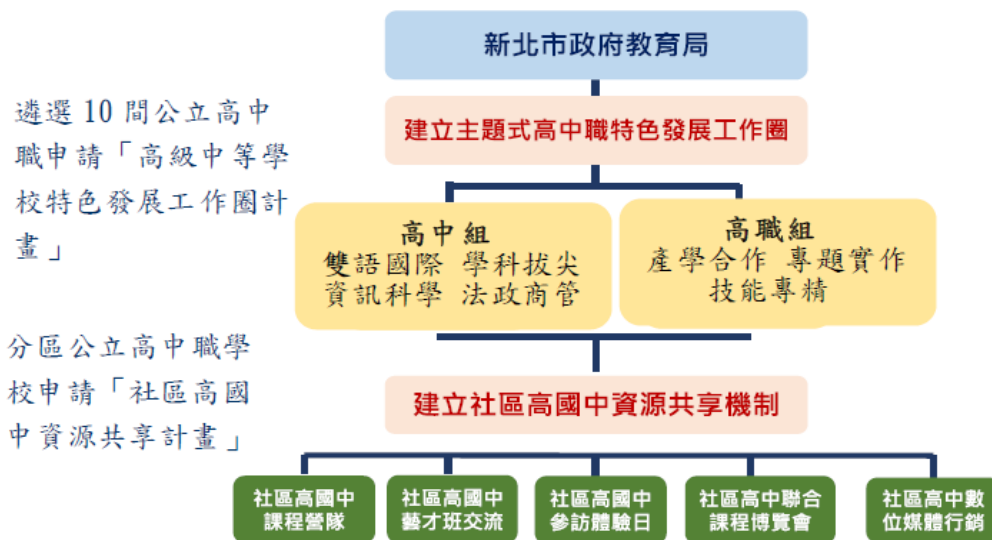 新北市政府教育局
遴選 10 間公立高中
職申請「高級中等學
校特色發展工作圈計
畫」
建立主題式高中職特色發展工作圈
高中組
雙語國際 學科拔尖
資訊科學 法政商管
高職組
產學合作 專題實作
技能專精
分區公立高中職學
校申請「社區高國
中資源共享計畫」
建立社區高國中資源共享機制
社區高國中
課程營隊
社區高國中
藝才班交流
社區高國中
參訪體驗日
社區高中聯合
課程博覽會
社區高中數
位媒體行銷